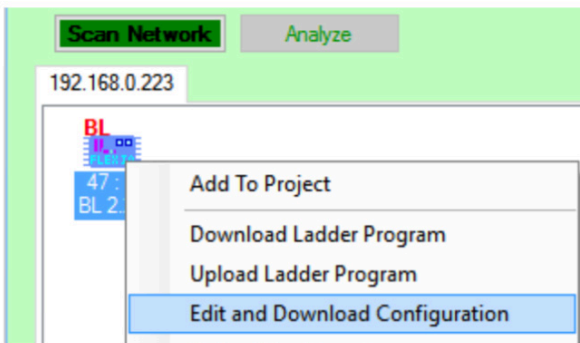 Scan Network
Analyze
192.168.0.223
BL
47 :
BL 2.
Add To Project
Download Ladder Program
Upload Ladder Program
Edit and Download Configuration